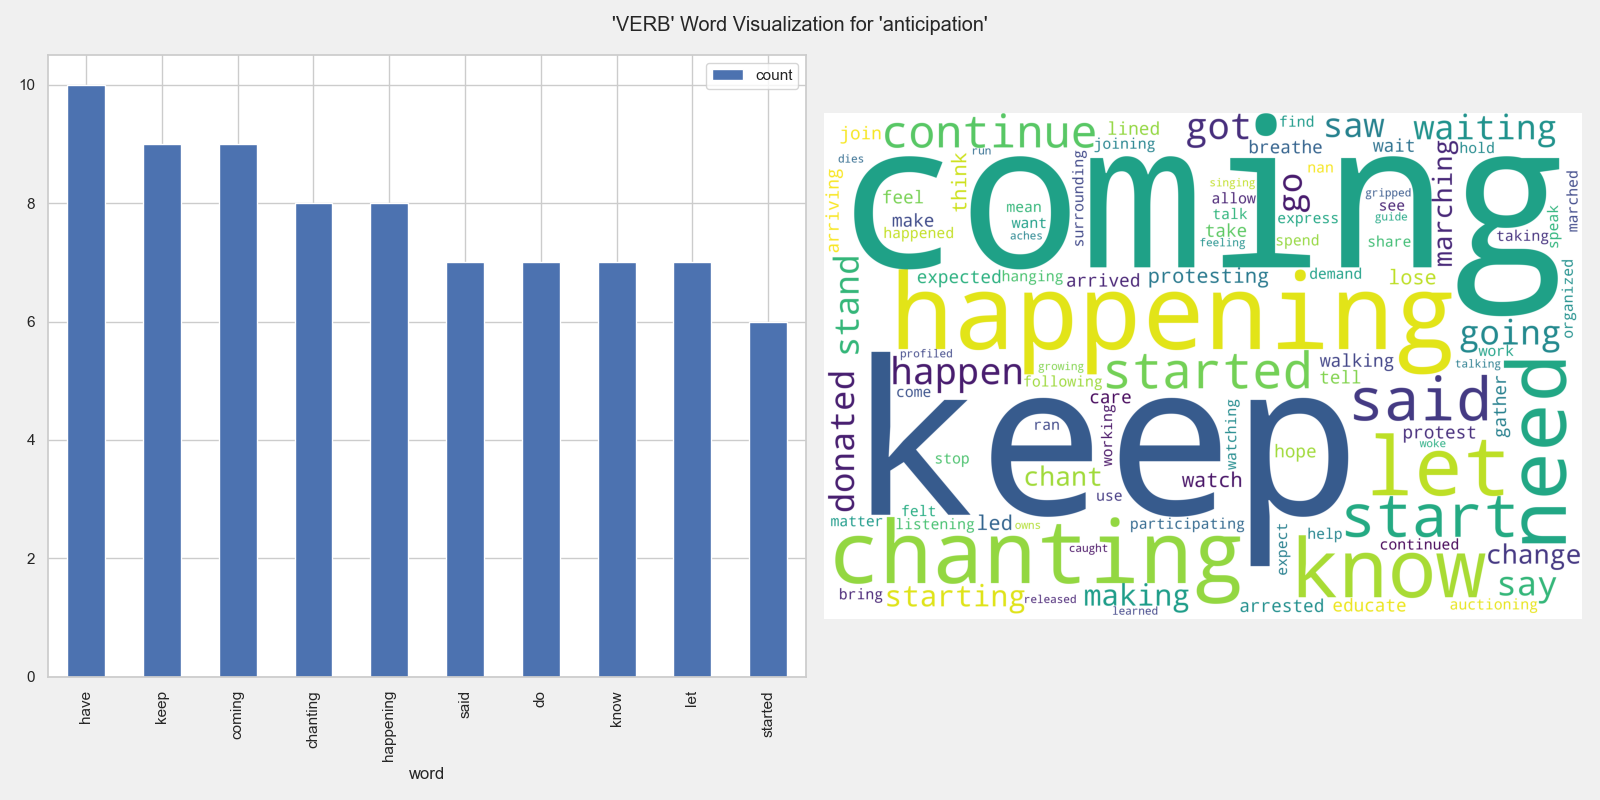 'VERB' Word Visualization for 'anticipation'
count
10
8
6
4
2
0
have
keep
coming
chanting
happening
said
do
know
let
started
word
join
continue
lined
joining
got
find
saw
waiting
breathe
wait
hold
dies
run
coming
arriving
think
surrounding
feel
make
happened
mean
want
aches
singing
allow
talk
take
feeling
nan
go
express
spend
gripped
see
guide
share
marching
taking
speak
marched
stand
expected
hanging
arrived
protesting
demand
lose
organized
happening
going
work
talking
profiled
happen
come
growing
following
started
walking
tell
donated
keep
care
ran
working
watching
said
gather
need
protest
woke
stop
chant
watch
hope
let
use
felt
matter
listening
led
owns
participating
start
chanting
caught
expect
help
continued
change
know
say
bring
starting
released
making
learned
arrested
educate
auctioning